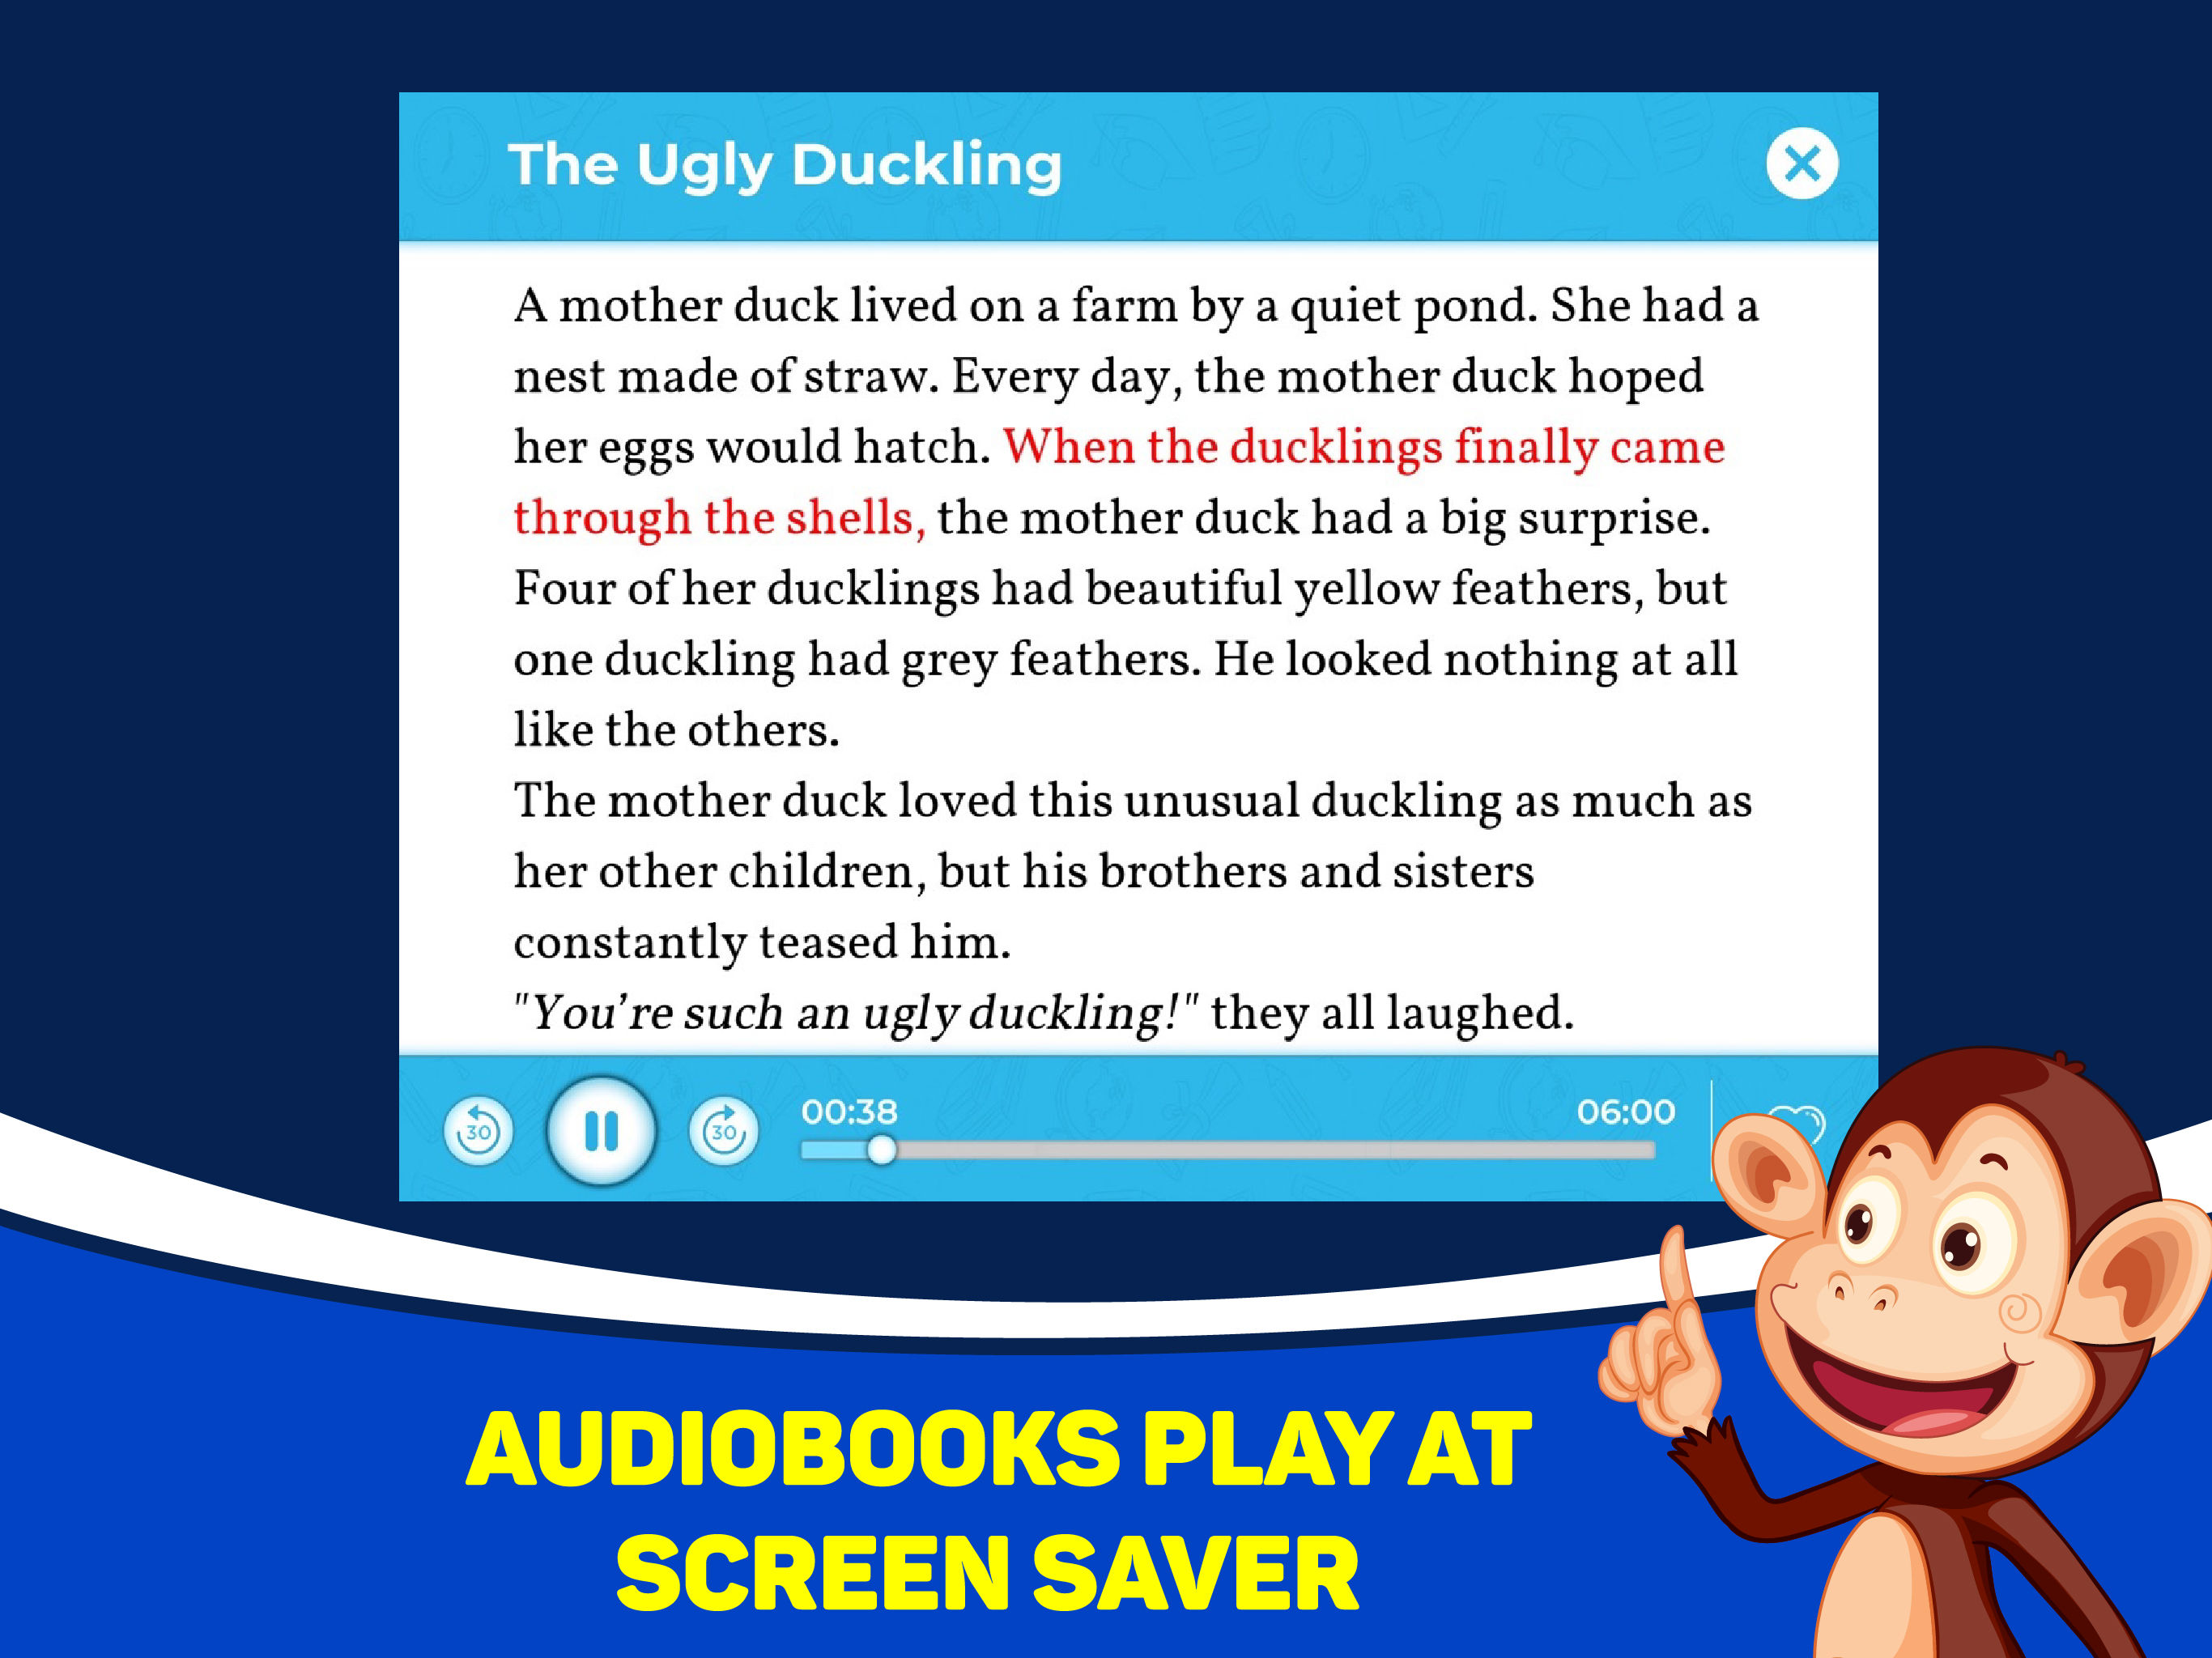 The Ugly Duckling
A mother duck lived on a farm by a quiet pond. She had a
nest made of straw. Every day, the mother duck hoped
her eggs would hatch. When the ducklings finally came
through the shells, the mother duck had a big surprise.
Four of her ducklings had beautiful yellow feathers, but
one duckling had grey feathers. He looked nothing at all
like the others.
The mother duck loved this unusual duckling as much as
her other children, but his brothers and sisters
constantly teased him.
"You’re such an ugly duckling!" they all laughed.
30
30
00:38
06:00
AUDIOBOOKS PLAY AT
SCREEN SAVER